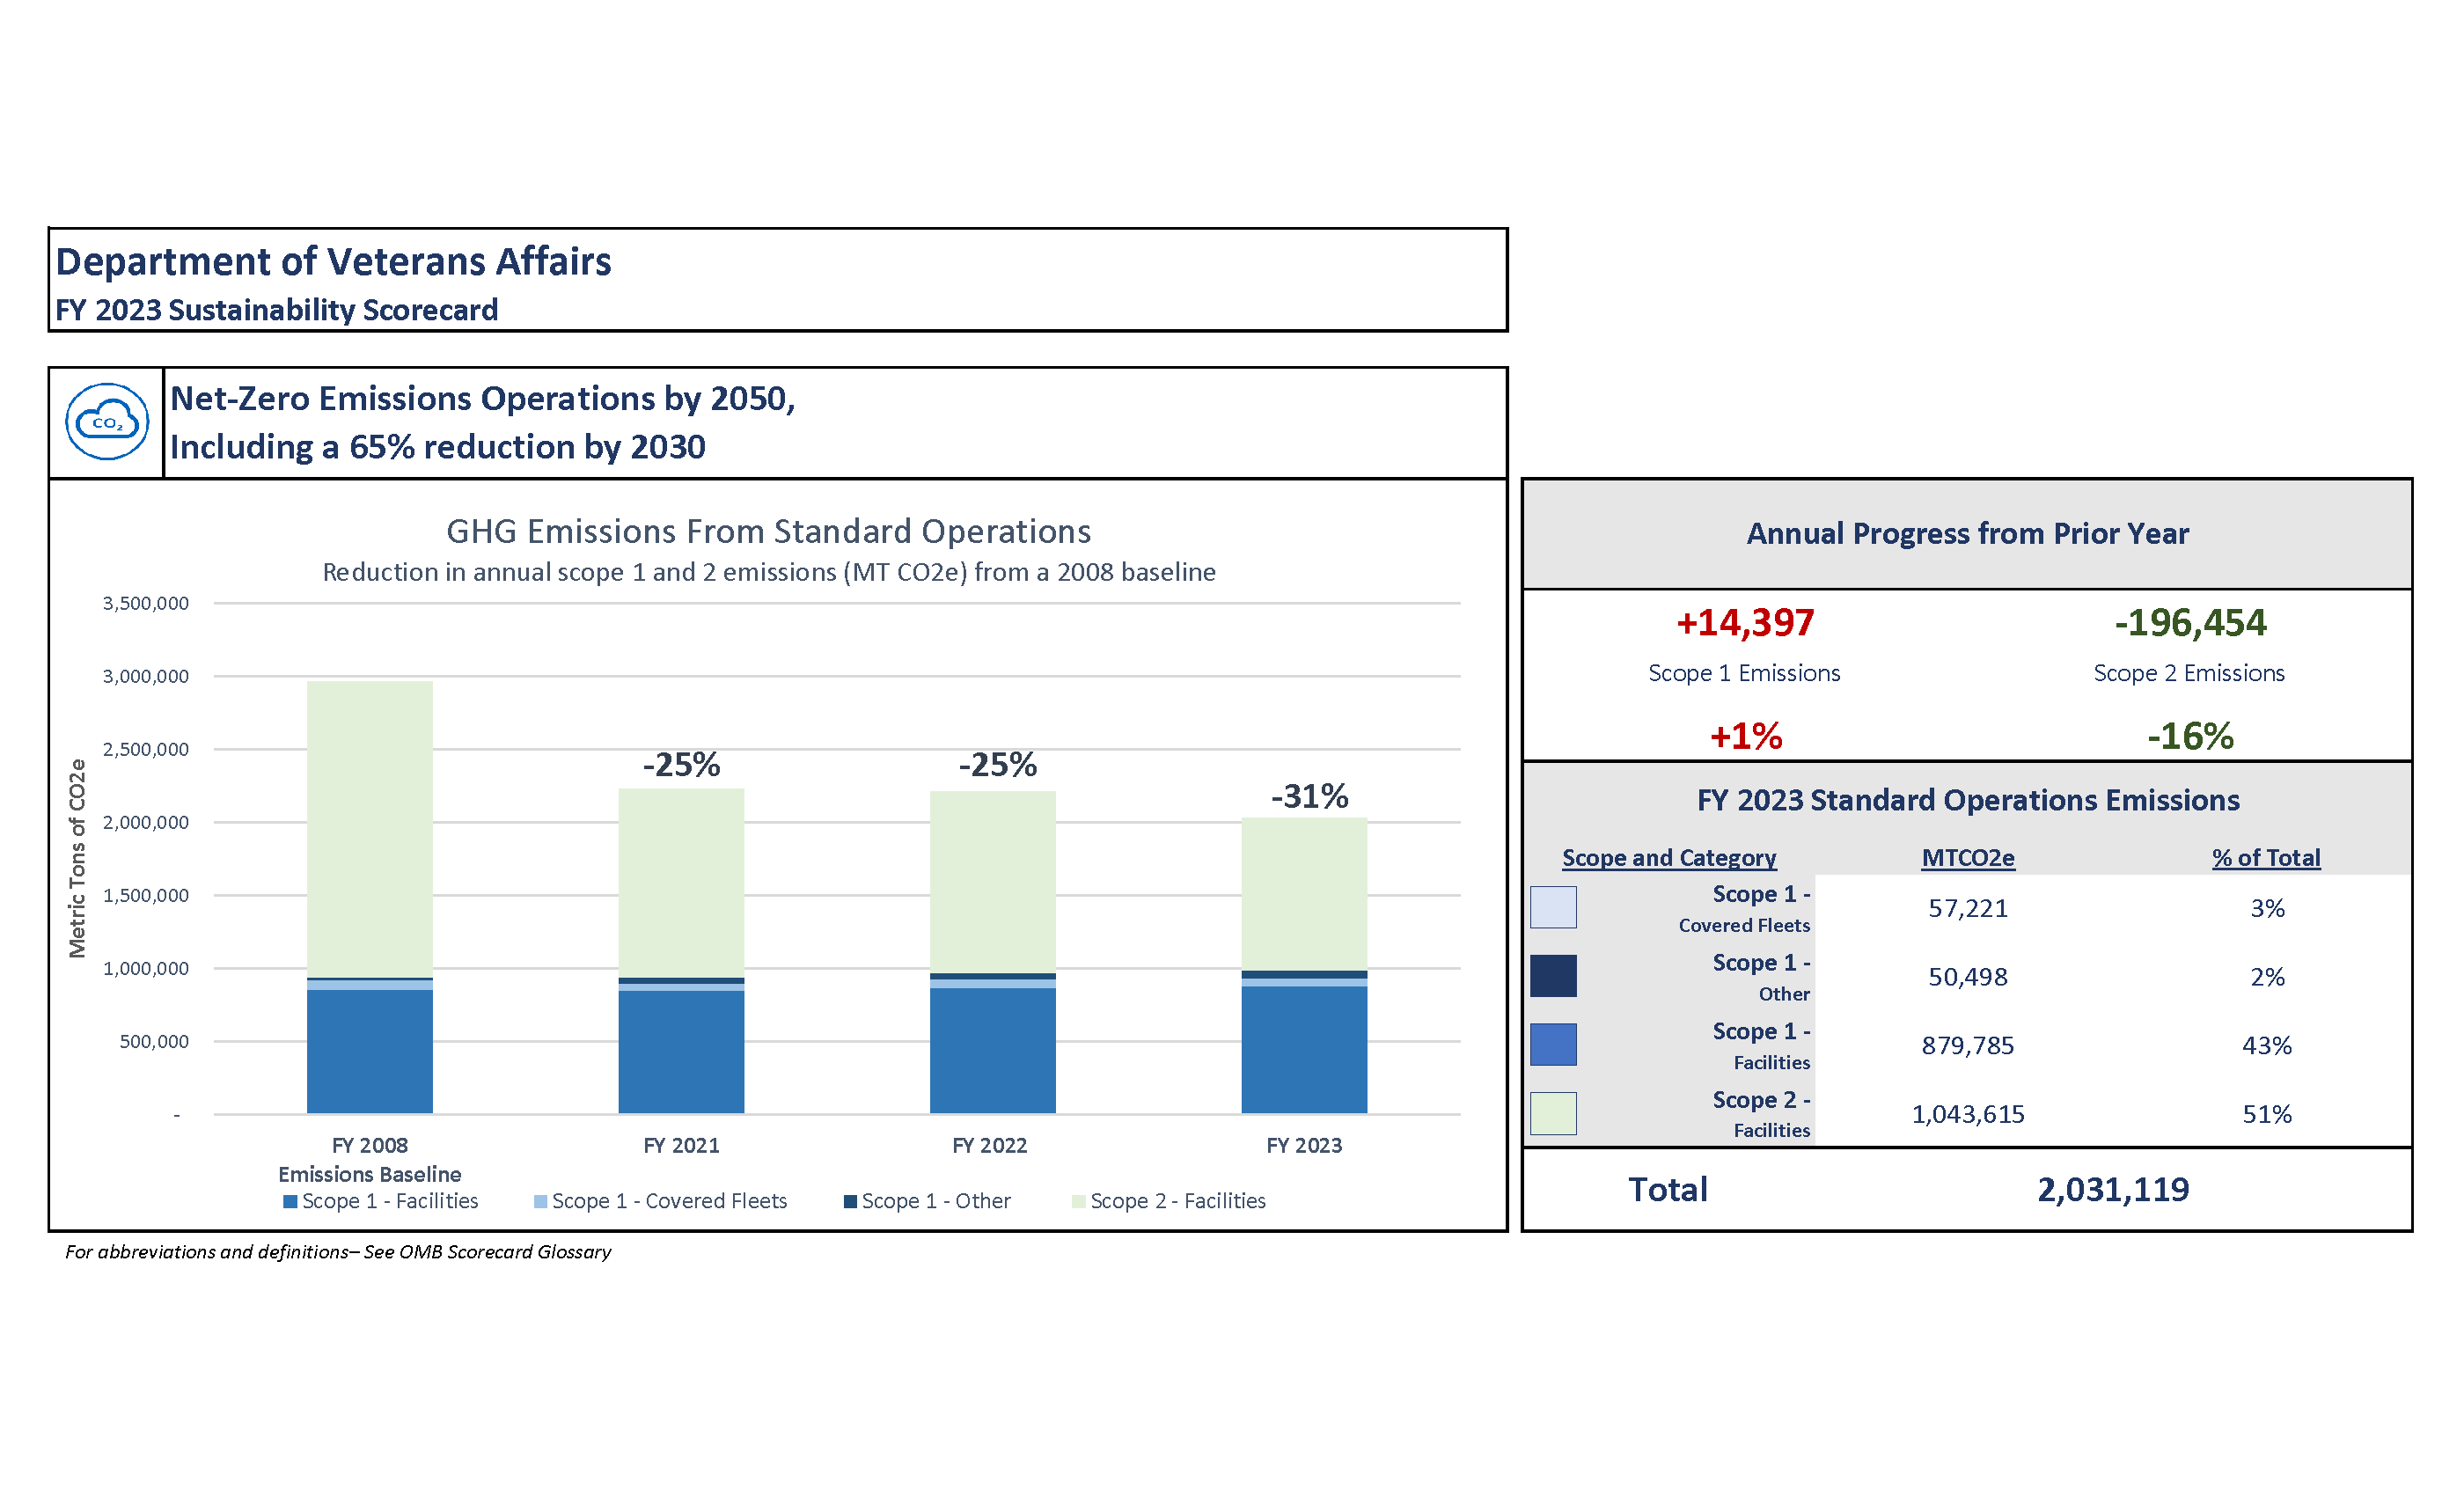 Department of Veterans Affairs
FY 2023 Sustainability Scorecard
CO₂
Net-Zero Emissions Operations by 2050,
Including a 65% reduction by 2030
GHG Emissions From Standard Operations
Reduction in annual scope 1 and 2 emissions (MT CO2e) from a 2008 baseline
Metric Tons of CO2e
3,500,000
3,000,000
2,500,000
2,000,000
1,500,000
1,000,000
500,000
-
-25%
-25%
-31%
FY 2008
Emissions Baseline
FY 2021
FY 2022
FY 2023
Scope 1 - Facilities
Scope 1 - Covered Fleets
Scope 1 - Other
Scope 2 - Facilities
Annual Progress from Prior Year
+14,397 -196,454
Scope 1 Emissions Scope 2 Emissions
+1% -16%
FY 2023 Standard Operations Emissions
Scope and Category MTCO2e % of Total
Scope 1 -
Covered Fleets
57,221 3%
Scope 1 -
Other
50,498 2%
Scope 1 -
Facilities
879,785 43%
Scope 2 -
Facilities
1,043,615 51%
Total 2,031,119
For abbreviations and definitions– See OMB Scorecard Glossary